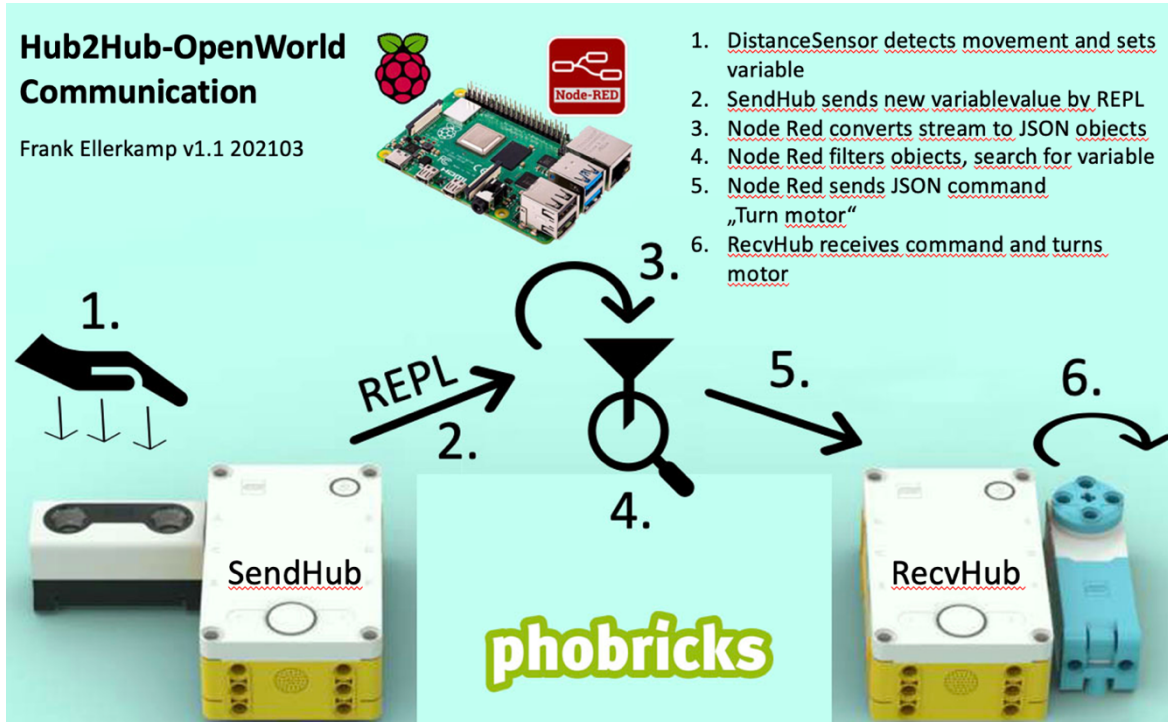 Hub2Hub-OpenWorld
Communication
Frank Ellerkamp v1.1 202103
Node-RED
1. DistanceSensor detects movement and sets
variable
2. SendHub sends new variablevalue by REPL
3. Node Red converts stream to JSON objects
4. Node Red filters objects, search for variable
5. Node Red sends JSON command
„Turn motor“
6. RecvHub receives command and turns
motor
1.
REPL
2.
3.
4.
5.
6.
SendHub
RecvHub
phobricks